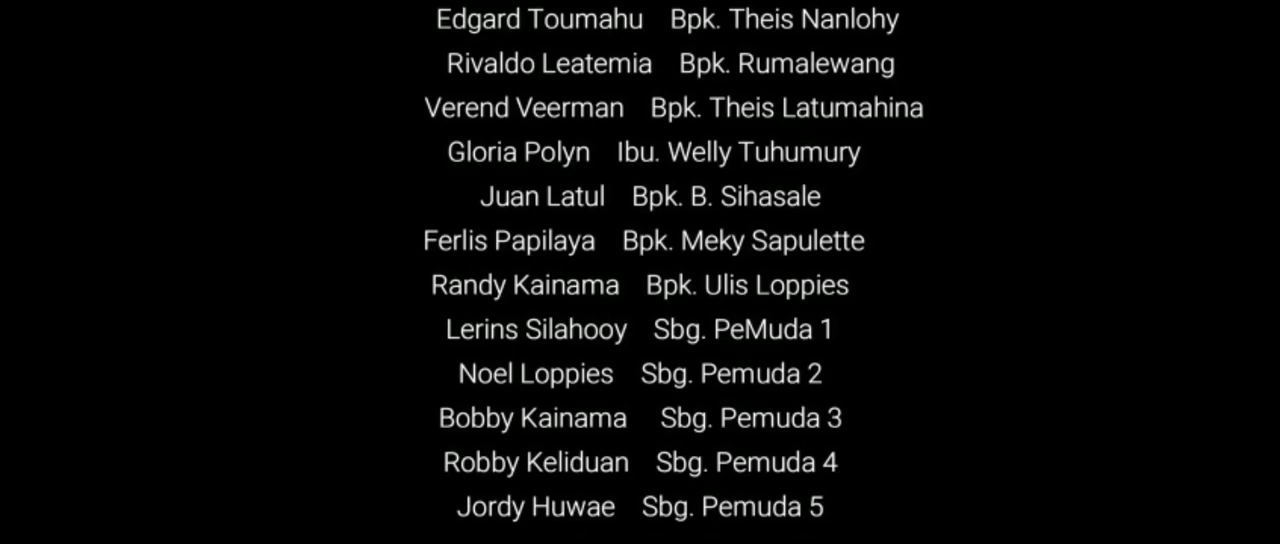 Edgard Toumahu Bpk. Theis Nanlohy
Rivaldo Leatemia Bpk. Rumalewang
Verend Veerman Bpk. Theis Latumahina
Gloria Polyn Ibu. Welly Tuhumury
Juan Latul Bpk. B. Sihasale
Ferlis Papilaya Bpk. Meky Sapulette
Randy Kainama Bpk. Ulis Loppies
Lerins Silahooy Sbg. PeMuda 1
Noel Loppies Sbg. Pemuda 2
Bobby Kainama Sbg. Pemuda 3
Robby Keliduan Sbg. Pemuda 4
Jordy Huwae Sbg. Pemuda 5